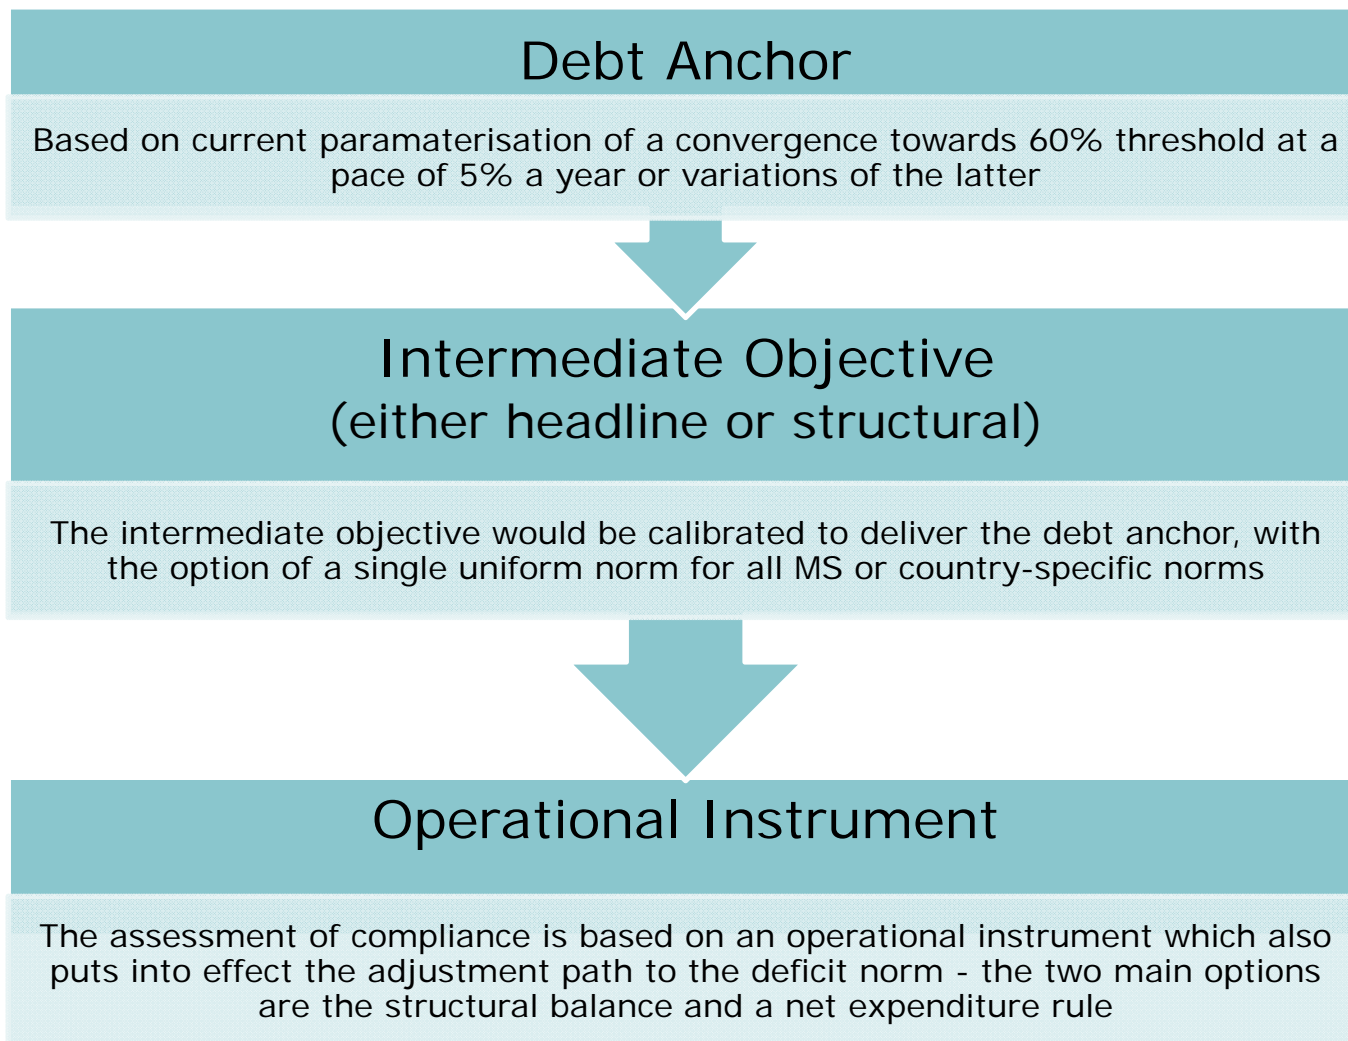 Debt Anchor
Based on current paramaterisation of a convergence towards 60% threshold at a
pace of 5% a year or variations of the latter
Intermediate Objective
(either headline or structural)
The intermediate objective would be calibrated to deliver the debt anchor, with
the option of a single uniform norm for all MS or country-specific norms
Operational Instrument
The assessment of compliance is based on an operational instrument which also
puts into effect the adjustment path to the deficit norm - the two main options
are the structural balance and a net expenditure rule